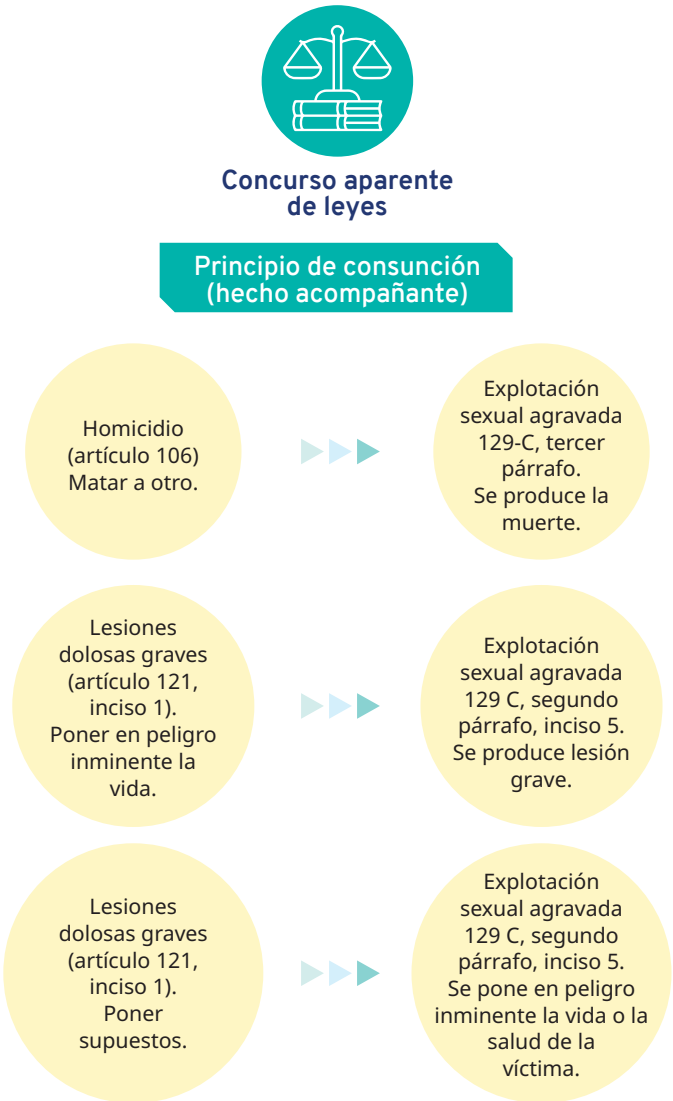 Concurso aparente
de leyes
Principio de consunción
(hecho acompañante)
Homicidio
(artículo 106)
Matar a otro.
Explotación
sexual agravada
129-C, tercer
párrafo.
Se produce la
muerte.
Lesiones
dolosas graves
(artículo 121,
inciso 1).
Poner en peligro
inminente la
vida.
Explotación
sexual agravada
129 C, segundo
párrafo, inciso 5.
Se produce lesión
grave.
Lesiones
dolosas graves
(artículo 121,
inciso 1).
Poner
supuestos.
Explotación
sexual agravada
129 C, segundo
párrafo, inciso 5.
Se pone en peligro
inminente la vida o la
salud de la
víctima.